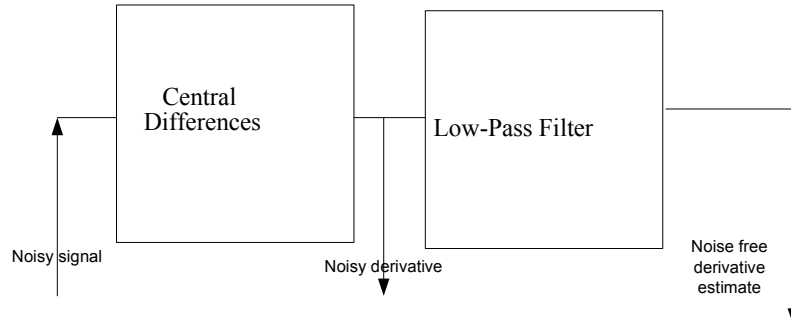 Central
Differences
Low-Pass Filter
Noisy signal
Noisy derivative
Noise free
derivative
estimate